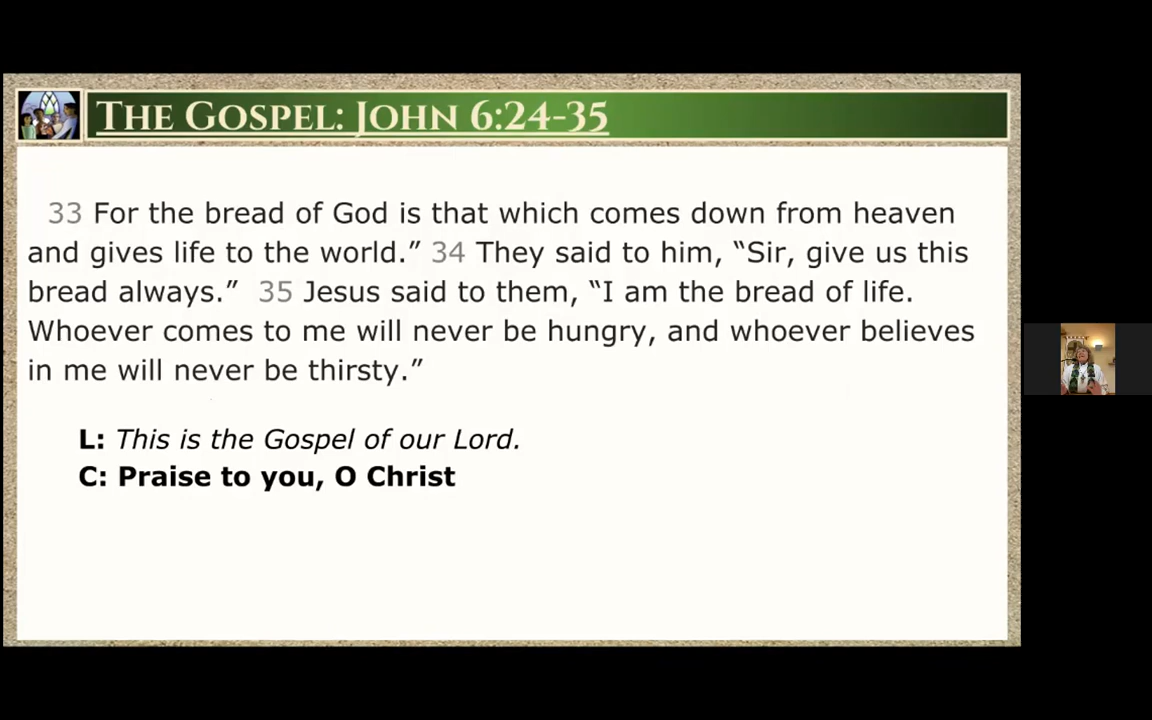 The Gospel: John 6:24-35
33 For the bread of God is that which comes down from heaven
and gives life to the world.” 34 They said to him, “Sir, give us this
bread always.” 35 Jesus said to them, “I am the bread of life.
Whoever comes to me will never be hungry, and whoever believes
in me will never be thirsty.”
L: This is the Gospel of our Lord.
C: Praise to you, O Christ